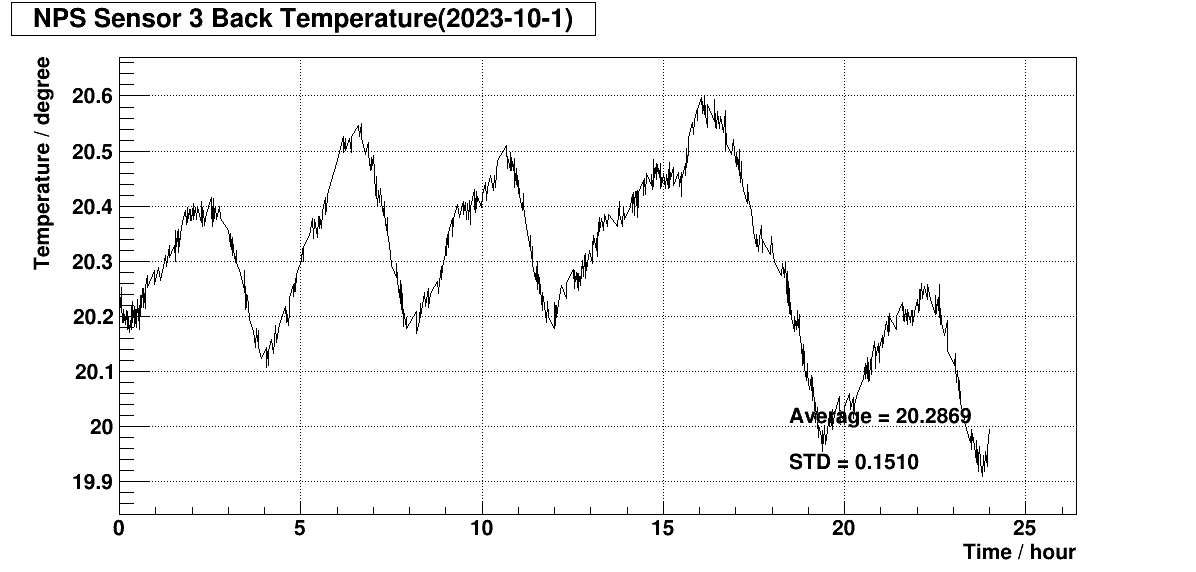 NPS Sensor 3 Back Temperature(2023-10-1)
Temperature / degree
20.6
20.5
20.4
20.3
20.2
20.1
20
19.9
Average = 20.2869
STD = 0.1510
0 5 10 15 20 25
Time / hour